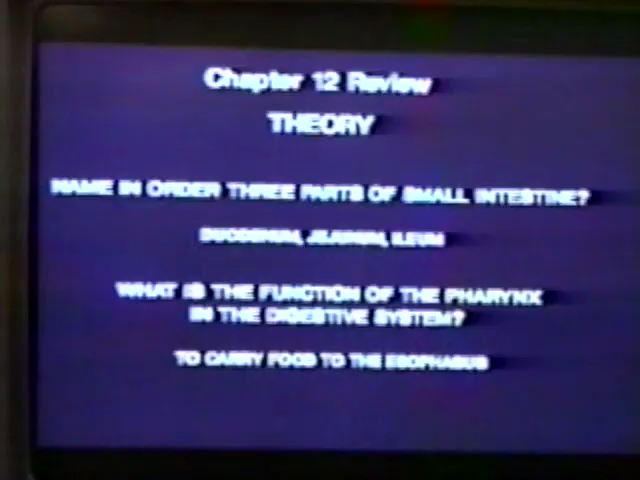 Chapter 12 Review
THEORY
NAME IN ORDER THREE PARTS OF SMALL INTESTINE?
DUODENUM, JEJUNUM, ILEUM
WHAT IS THE FUNCTION OF THE PHARYNX
IN THE DIGESTIVE SYSTEM?
TO CARRY FOOD TO THE ESOPHAGUS